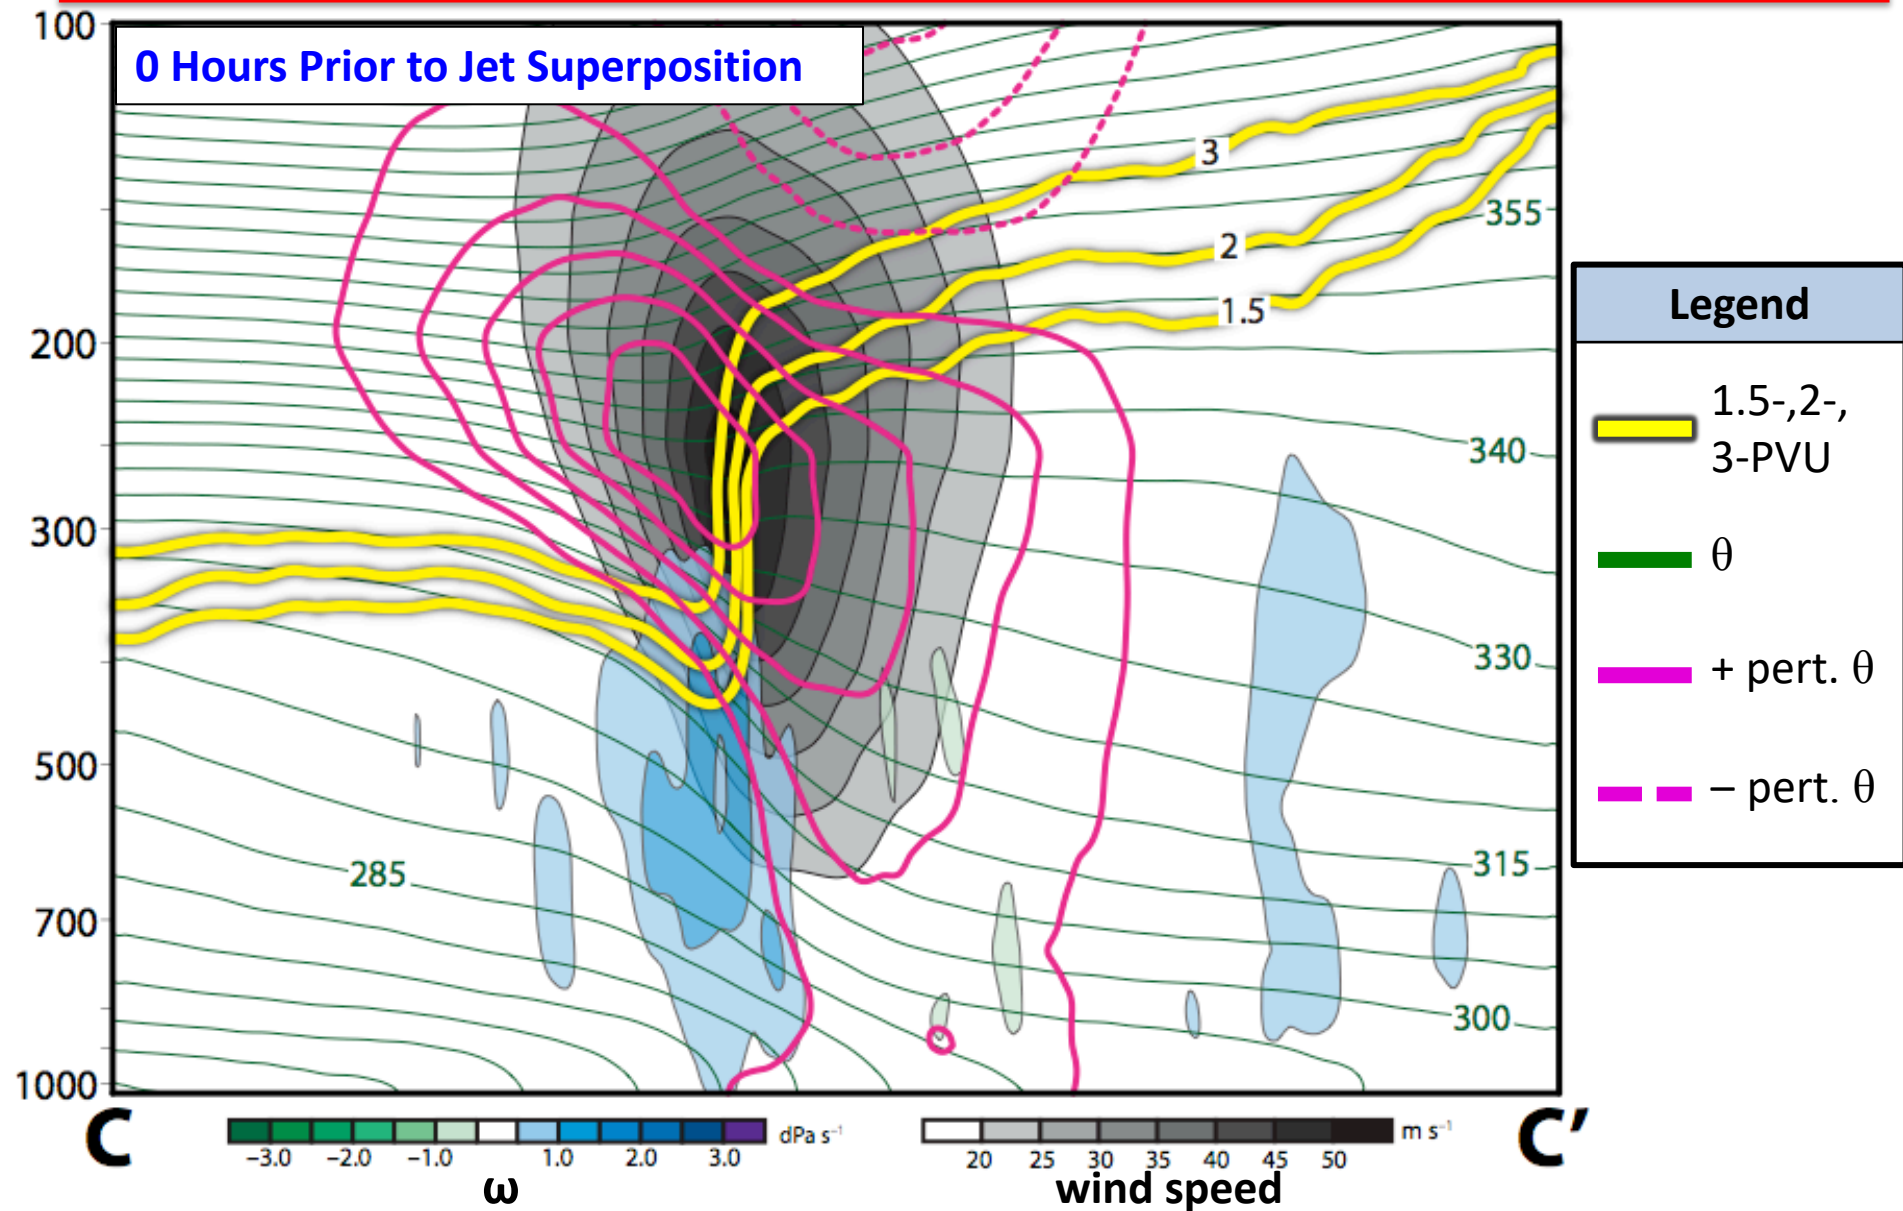 100
0 Hours Prior to Jet Superposition
3
355
2
1.5
200
340
300
330
500
285
315
700
300
1000
Legend
1.5-,2-,
3-PVU
θ
+ pert. θ
– pert. θ
C
C′
−3.0 −2.0 −1.0 1.0 2.0 3.0 dPa s⁻¹
ω
20 25 30 35 40 45 50 m s⁻¹
wind speed